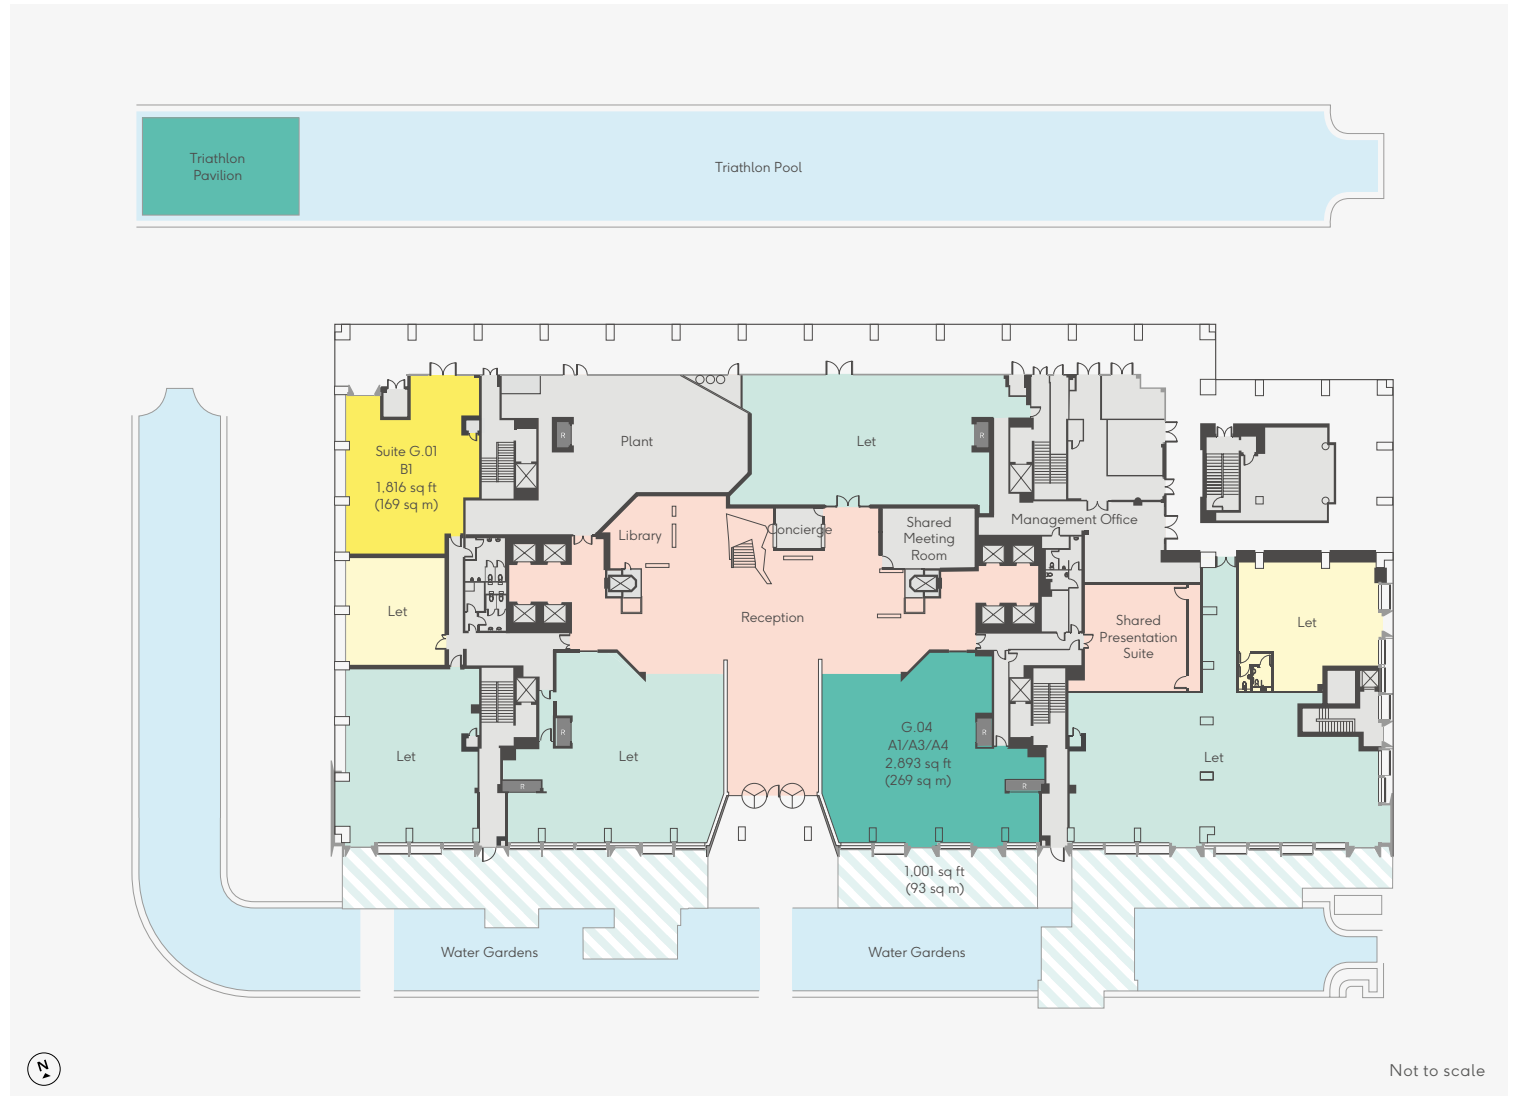 Triathlon
Pavilion
Triathlon Pool
Suite G.01
B1
1,816 sq ft
(169 sq m)
R
Plant
Let
R
Library
Concierge
Shared
Meeting
Room
Management Office
Let
Reception
Shared
Presentation
Suite
Let
Let
R
R
Let
G.04
A1/A3/A4
2,893 sq ft
(269 sq m)
R
R
Let
1,001 sq ft
(93 sq m)
Water Gardens
Water Gardens
N
Not to scale